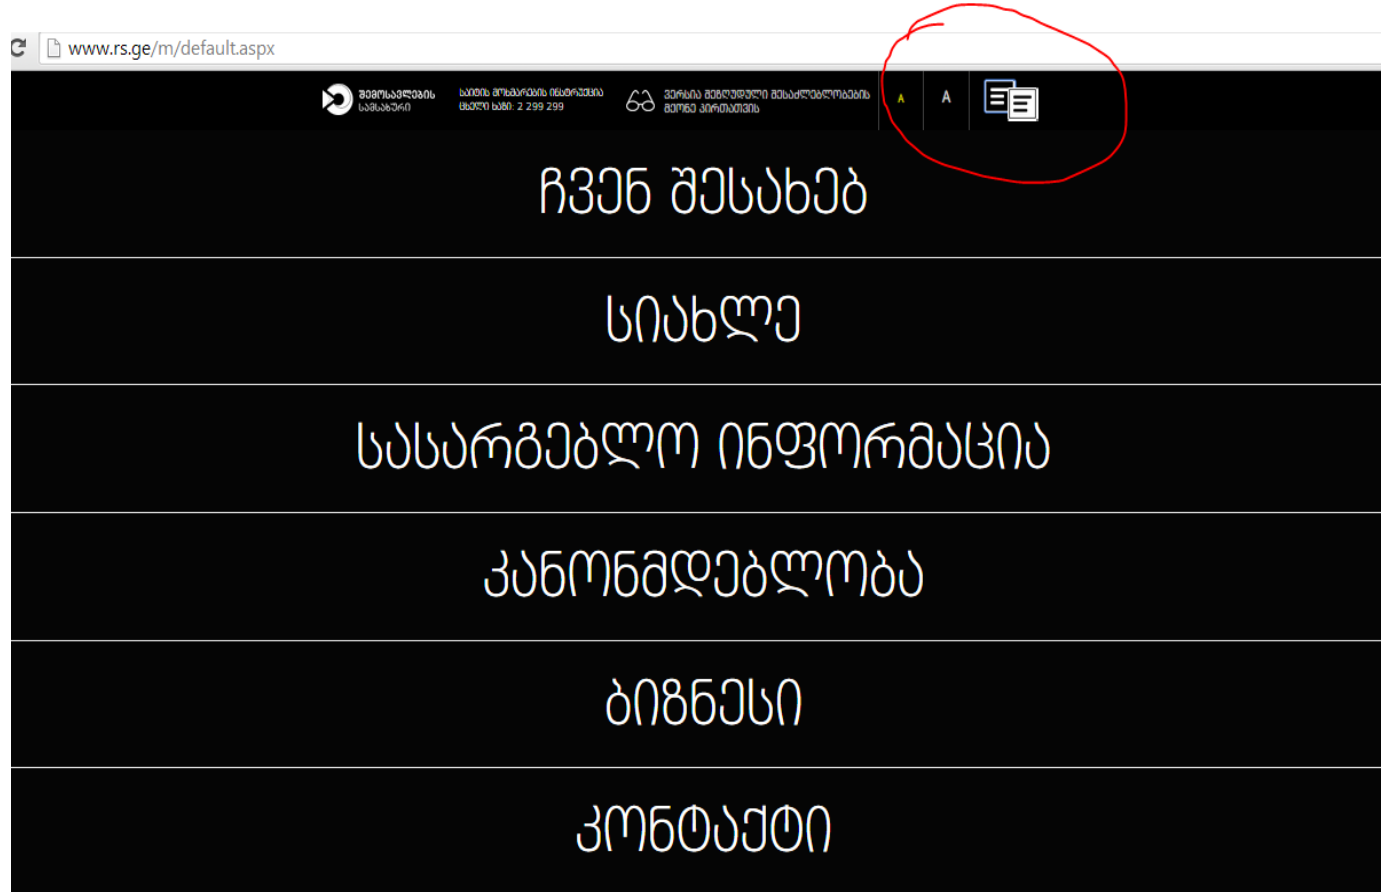 www.rs.ge/m/default.aspx
შემოსავლების
სამსახური
საიტის მოხმარების ინსტრუქცია
ცხელი ხაზი: 2 299 299
ვერსია შეზღუდული შესაძლებლობების
მქონე პირთათვის
A
A
ჩვენ შესახებ
სიახლე
სასარგებლო ინფორმაცია
კანონმდებლობა
ბიზნესი
კონტაქტი